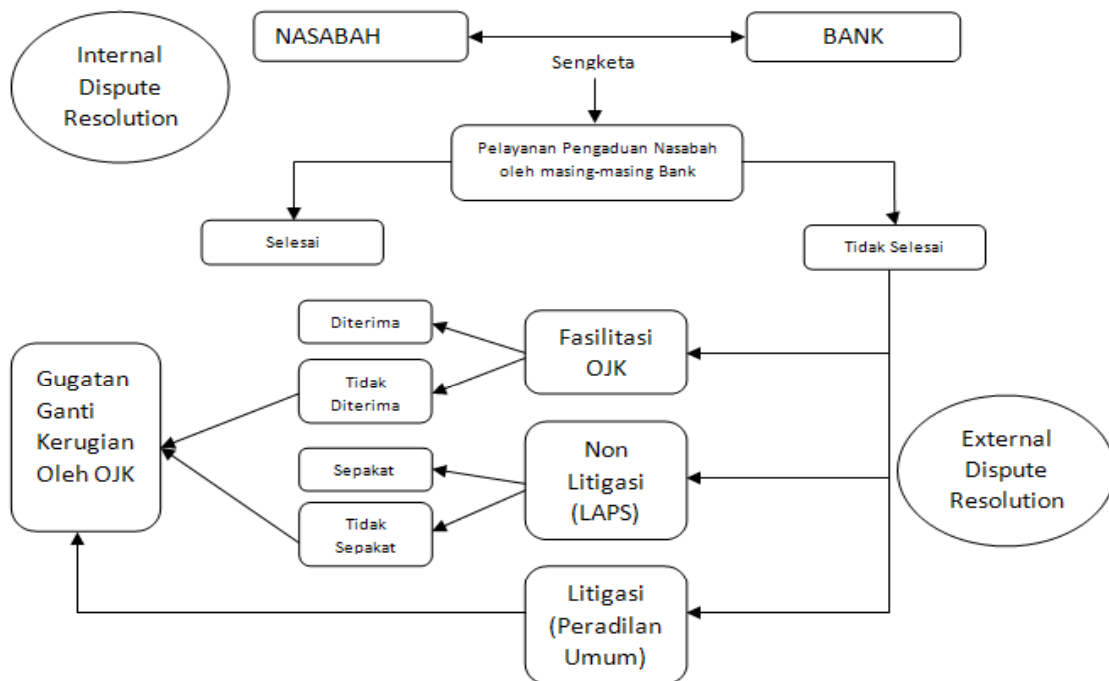 Internal
Dispute
Resolution
NASABAH
BANK
Sengketa
Pelayanan Pengaduan Nasabah
oleh masing-masing Bank
Selesai
Tidak Selesai
Diterima
Tidak
Diterima
Fasilitasi
OJK
Gugatan
Ganti
Kerugian
Oleh OJK
Sepakat
Tidak
Sepakat
Non
Litigasi
(LAPS)
External
Dispute
Resolution
Litigasi
(Peradilan
Umum)